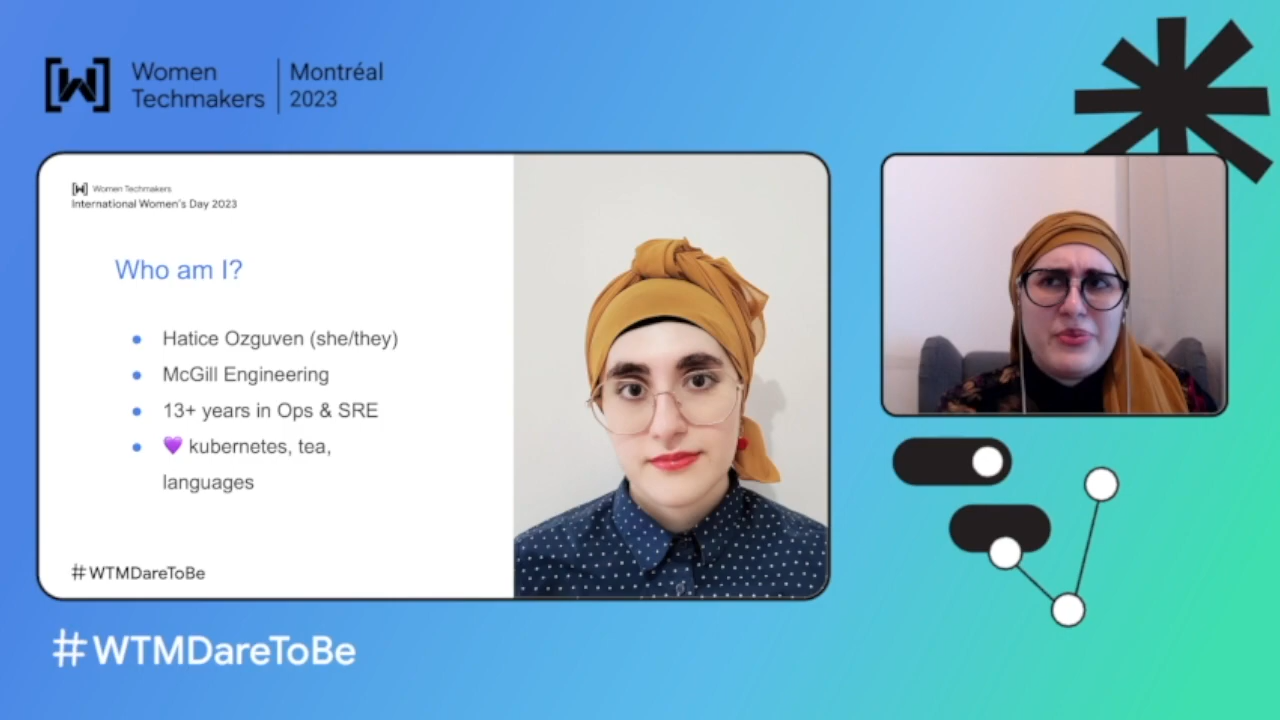 Women
Techmakers
Montréal
2023
Women Techmakers
International Women's Day 2023
Who am I?
• Hatice Ozguven (she/they)
• McGill Engineering
• 13+ years in Ops & SRE
• 💜 kubernetes, tea,
languages
#WTMDareToBe
#WTMDareToBe